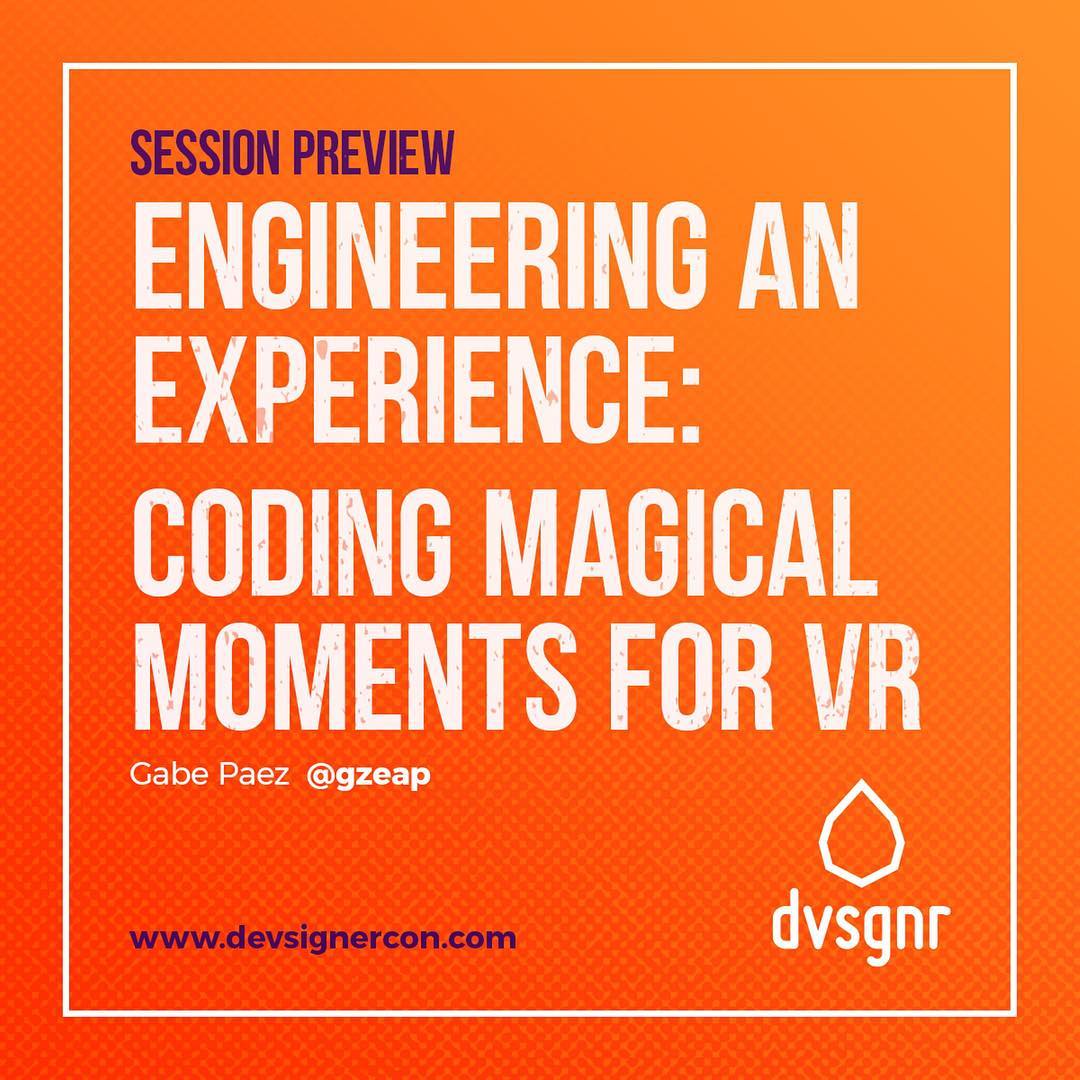 SESSION PREVIEW
ENGINEERING AN
EXPERIENCE:
CODING MAGICAL
MOMENTS FOR VR
Gabe Paez @gzeap
www.devsignercon.com
dvsgnr